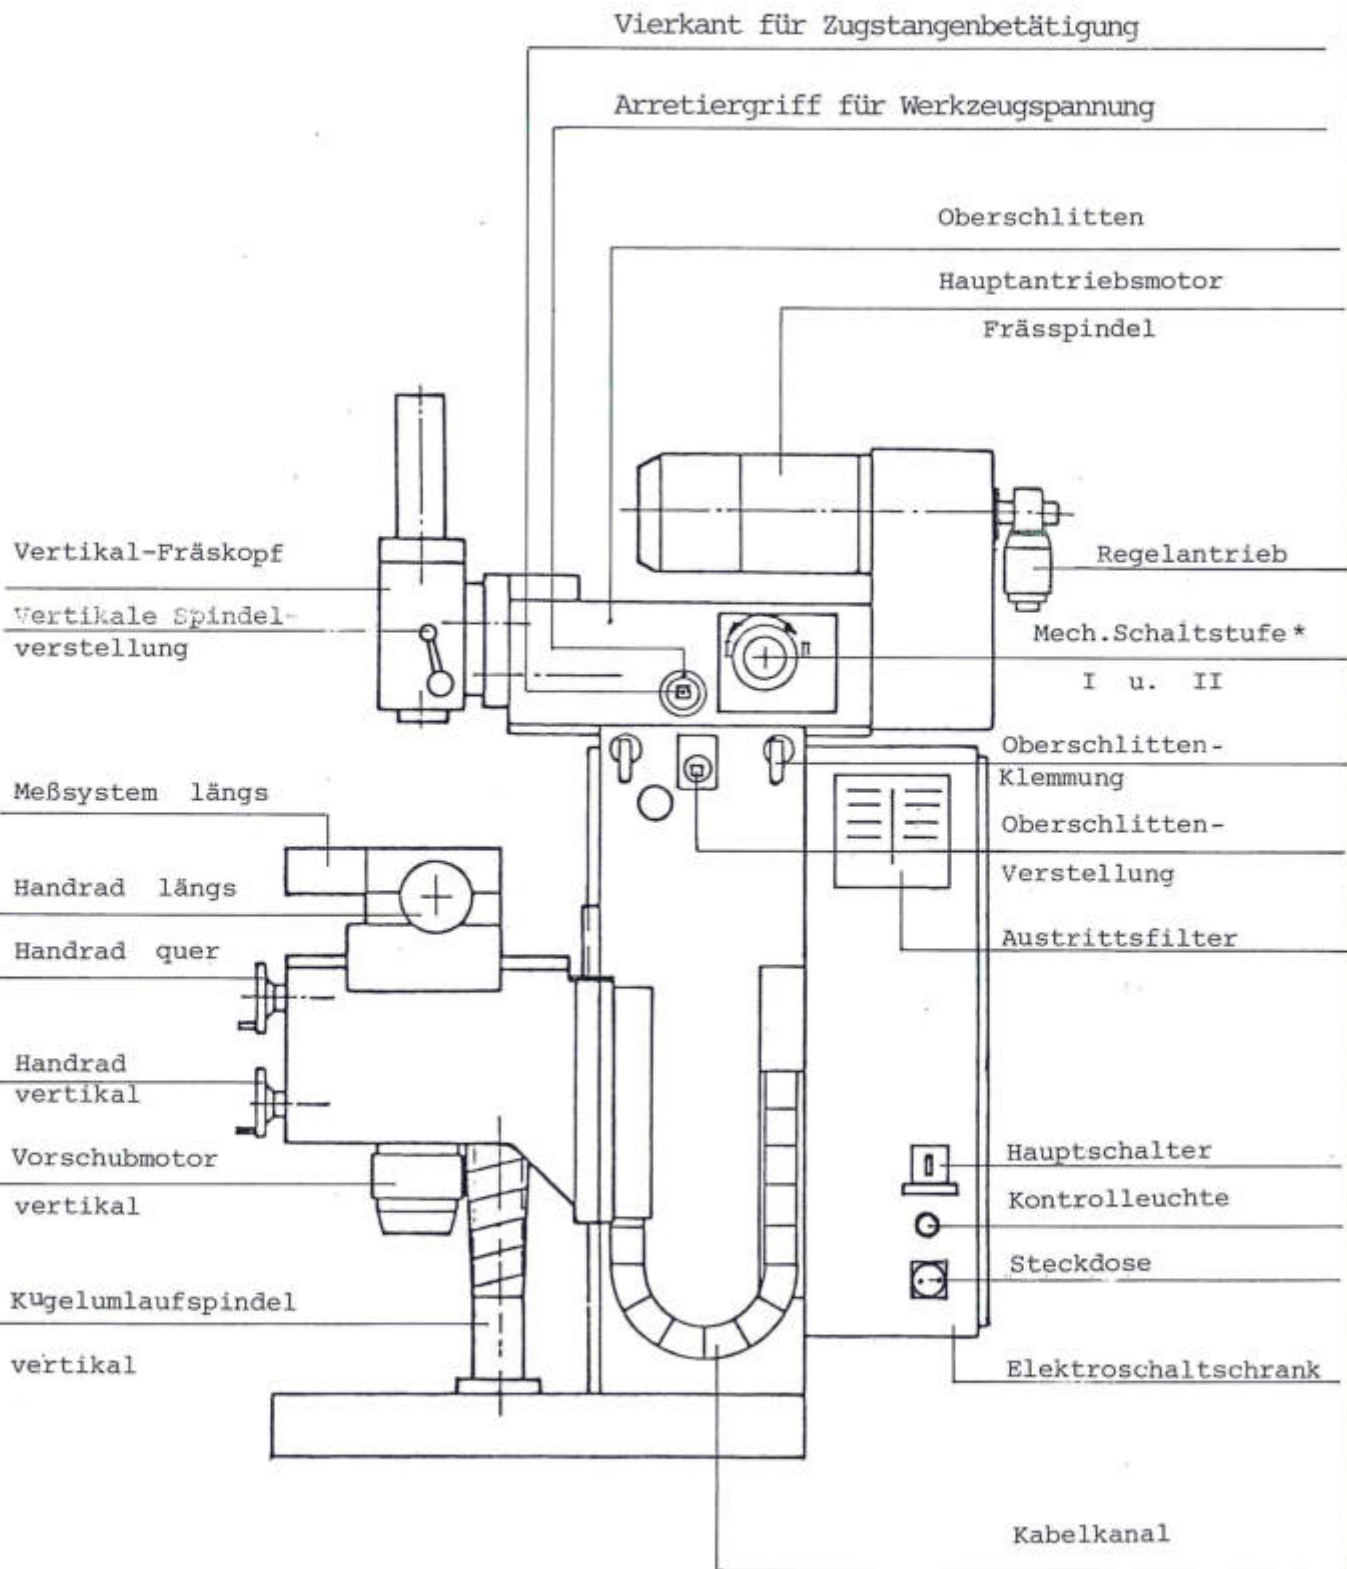 Vierkant für Zugstangenbetätigung
Arretiergriff für Werkzeugspannung
Oberschlitten
Hauptantriebsmotor
Frässpindel
Vertikal-Fräskopf
Vertikale Spindel-
verstellung
Regelantrieb
Mech.Schaltstufe*
I u. II
I II
Oberschlitten-
Klemmung
Oberschlitten-
Verstellung
Austrittsfilter
Meßsystem längs
Handrad längs
Handrad quer
Handrad
vertikal
Vorschubmotor
vertikal
Kugelumlaufspindel
vertikal
Hauptschalter
Kontrolleuchte
Steckdose
Elektroschaltschrank
Kabelkanal